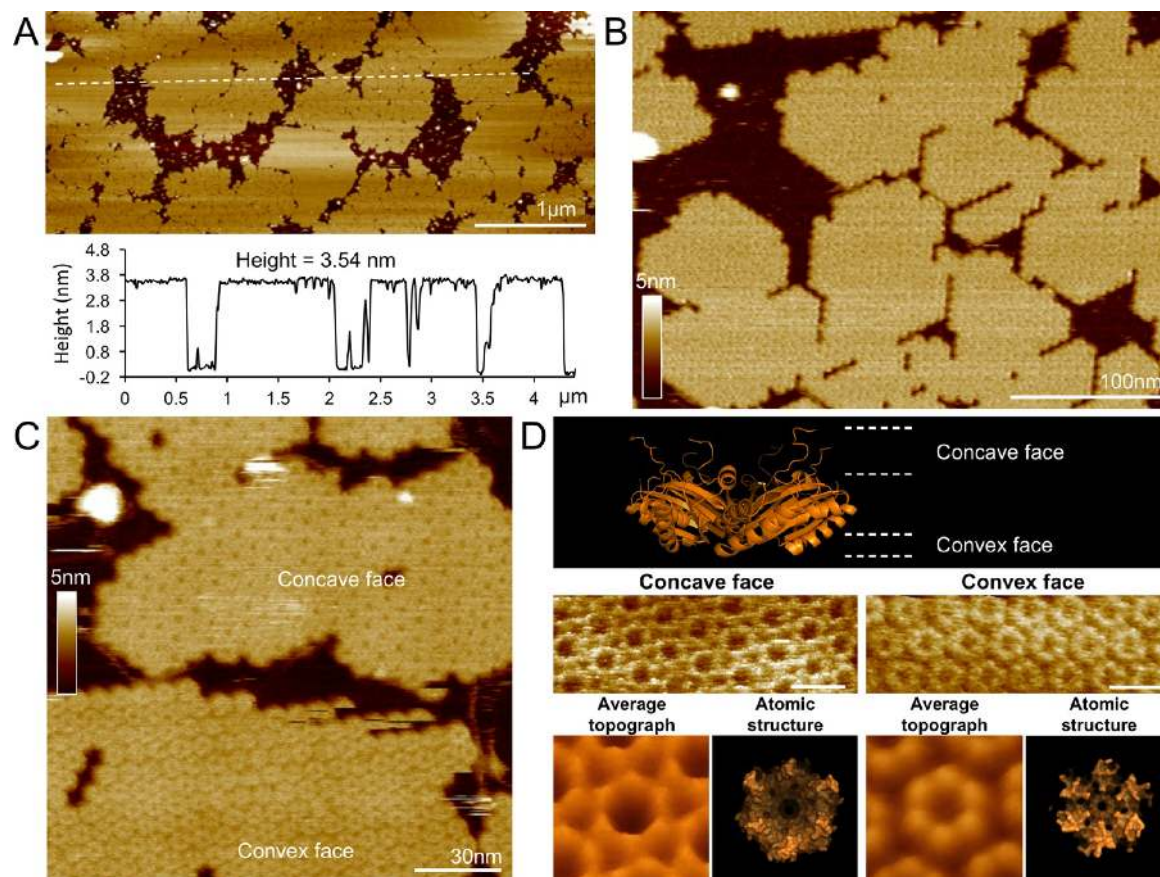 A
1µm
Height = 3.54 nm
Height (nm)
4.8
3.8
2.8
1.8
0.8
-0.2
0 0.5 1 1.5 2 2.5 3 3.5 4 µm
B
5nm
100nm
C
5nm
Concave face
Convex face
30nm
D
Concave face
Convex face
Concave face Convex face
Average topograph
Atomic structure
Average topograph
Atomic structure